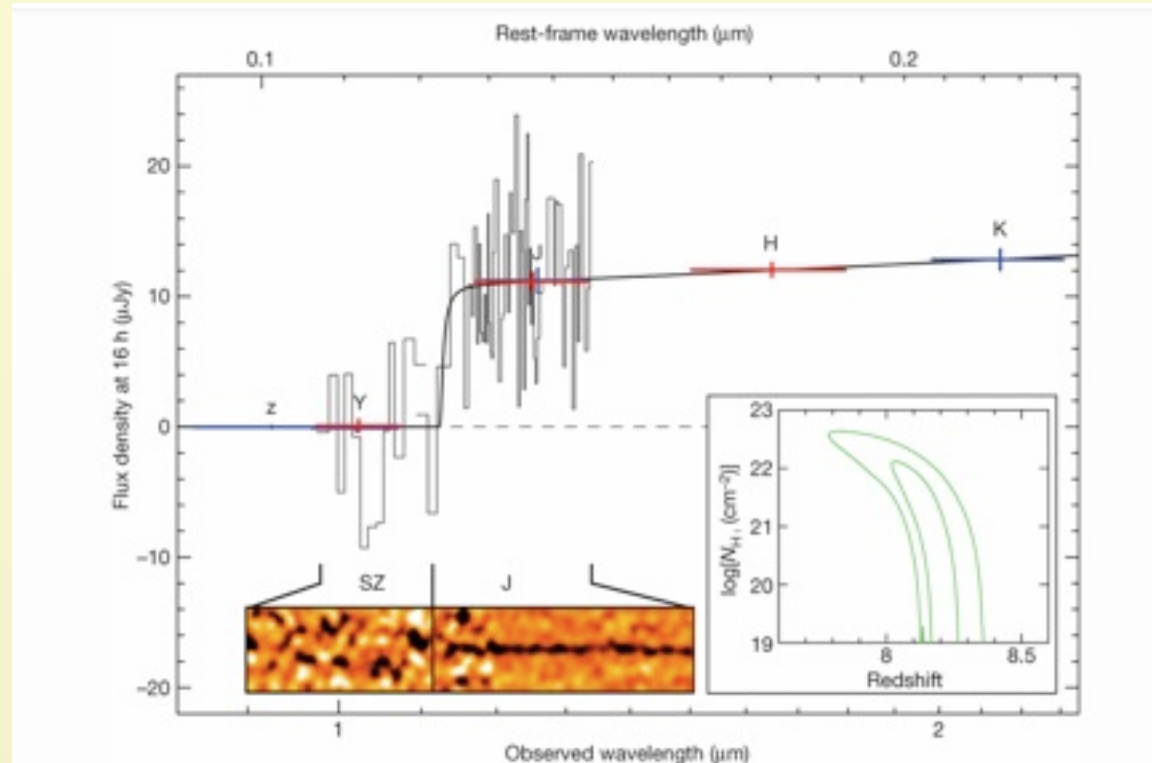 Rest-frame wavelength (μm)
0.1 0.2
20
10
0
−10
−20
Flux density at 16 h (μJy)
z
Y
J
H
K
SZ J
23
22
21
20
19
log[N_H I (cm⁻²)]
8 8.5
Redshift
1 2
Observed wavelength (μm)